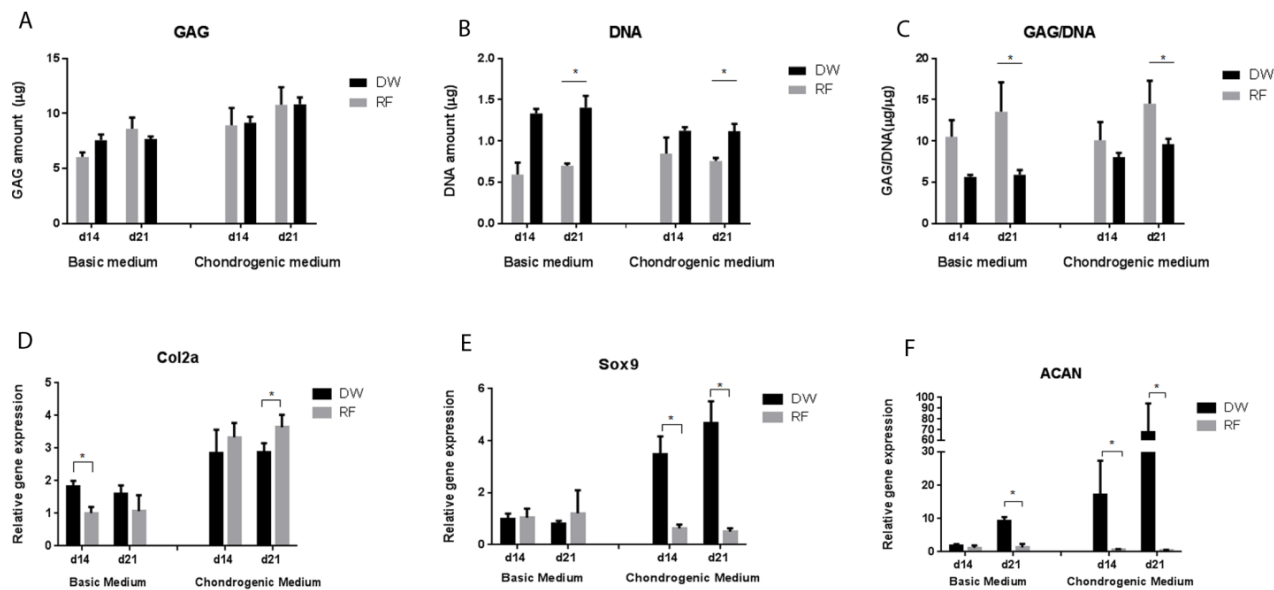 A
GAG
GAG amount (μg)
15
10
5
0
d14 d21 d14 d21
Basic medium Chondrogenic medium
DW
RF
B
DNA
DNA amount (μg)
2.0
1.5
1.0
0.5
0.0
* *
d14 d21 d14 d21
Basic medium Chondrogenic medium
DW
RF
C
GAG/DNA
GAG/DNA(μg/μg)
20
15
10
5
0
* *
d14 d21 d14 d21
Basic medium Chondrogenic medium
DW
RF
D
Col2a
Relative gene expression
5
4
3
2
1
0
* *
d14 d21 d14 d21
Basic Medium Chondrogenic Medium
DW
RF
E
Sox9
Relative gene expression
6
4
2
0
* *
d14 d21 d14 d21
Basic Medium Chondrogenic Medium
DW
RF
F
ACAN
Relative gene expression
100
90
80
70
60
30
20
10
0
* * *
d14 d21 d14 d21
Basic Medium Chondrogenic Medium
DW
RF